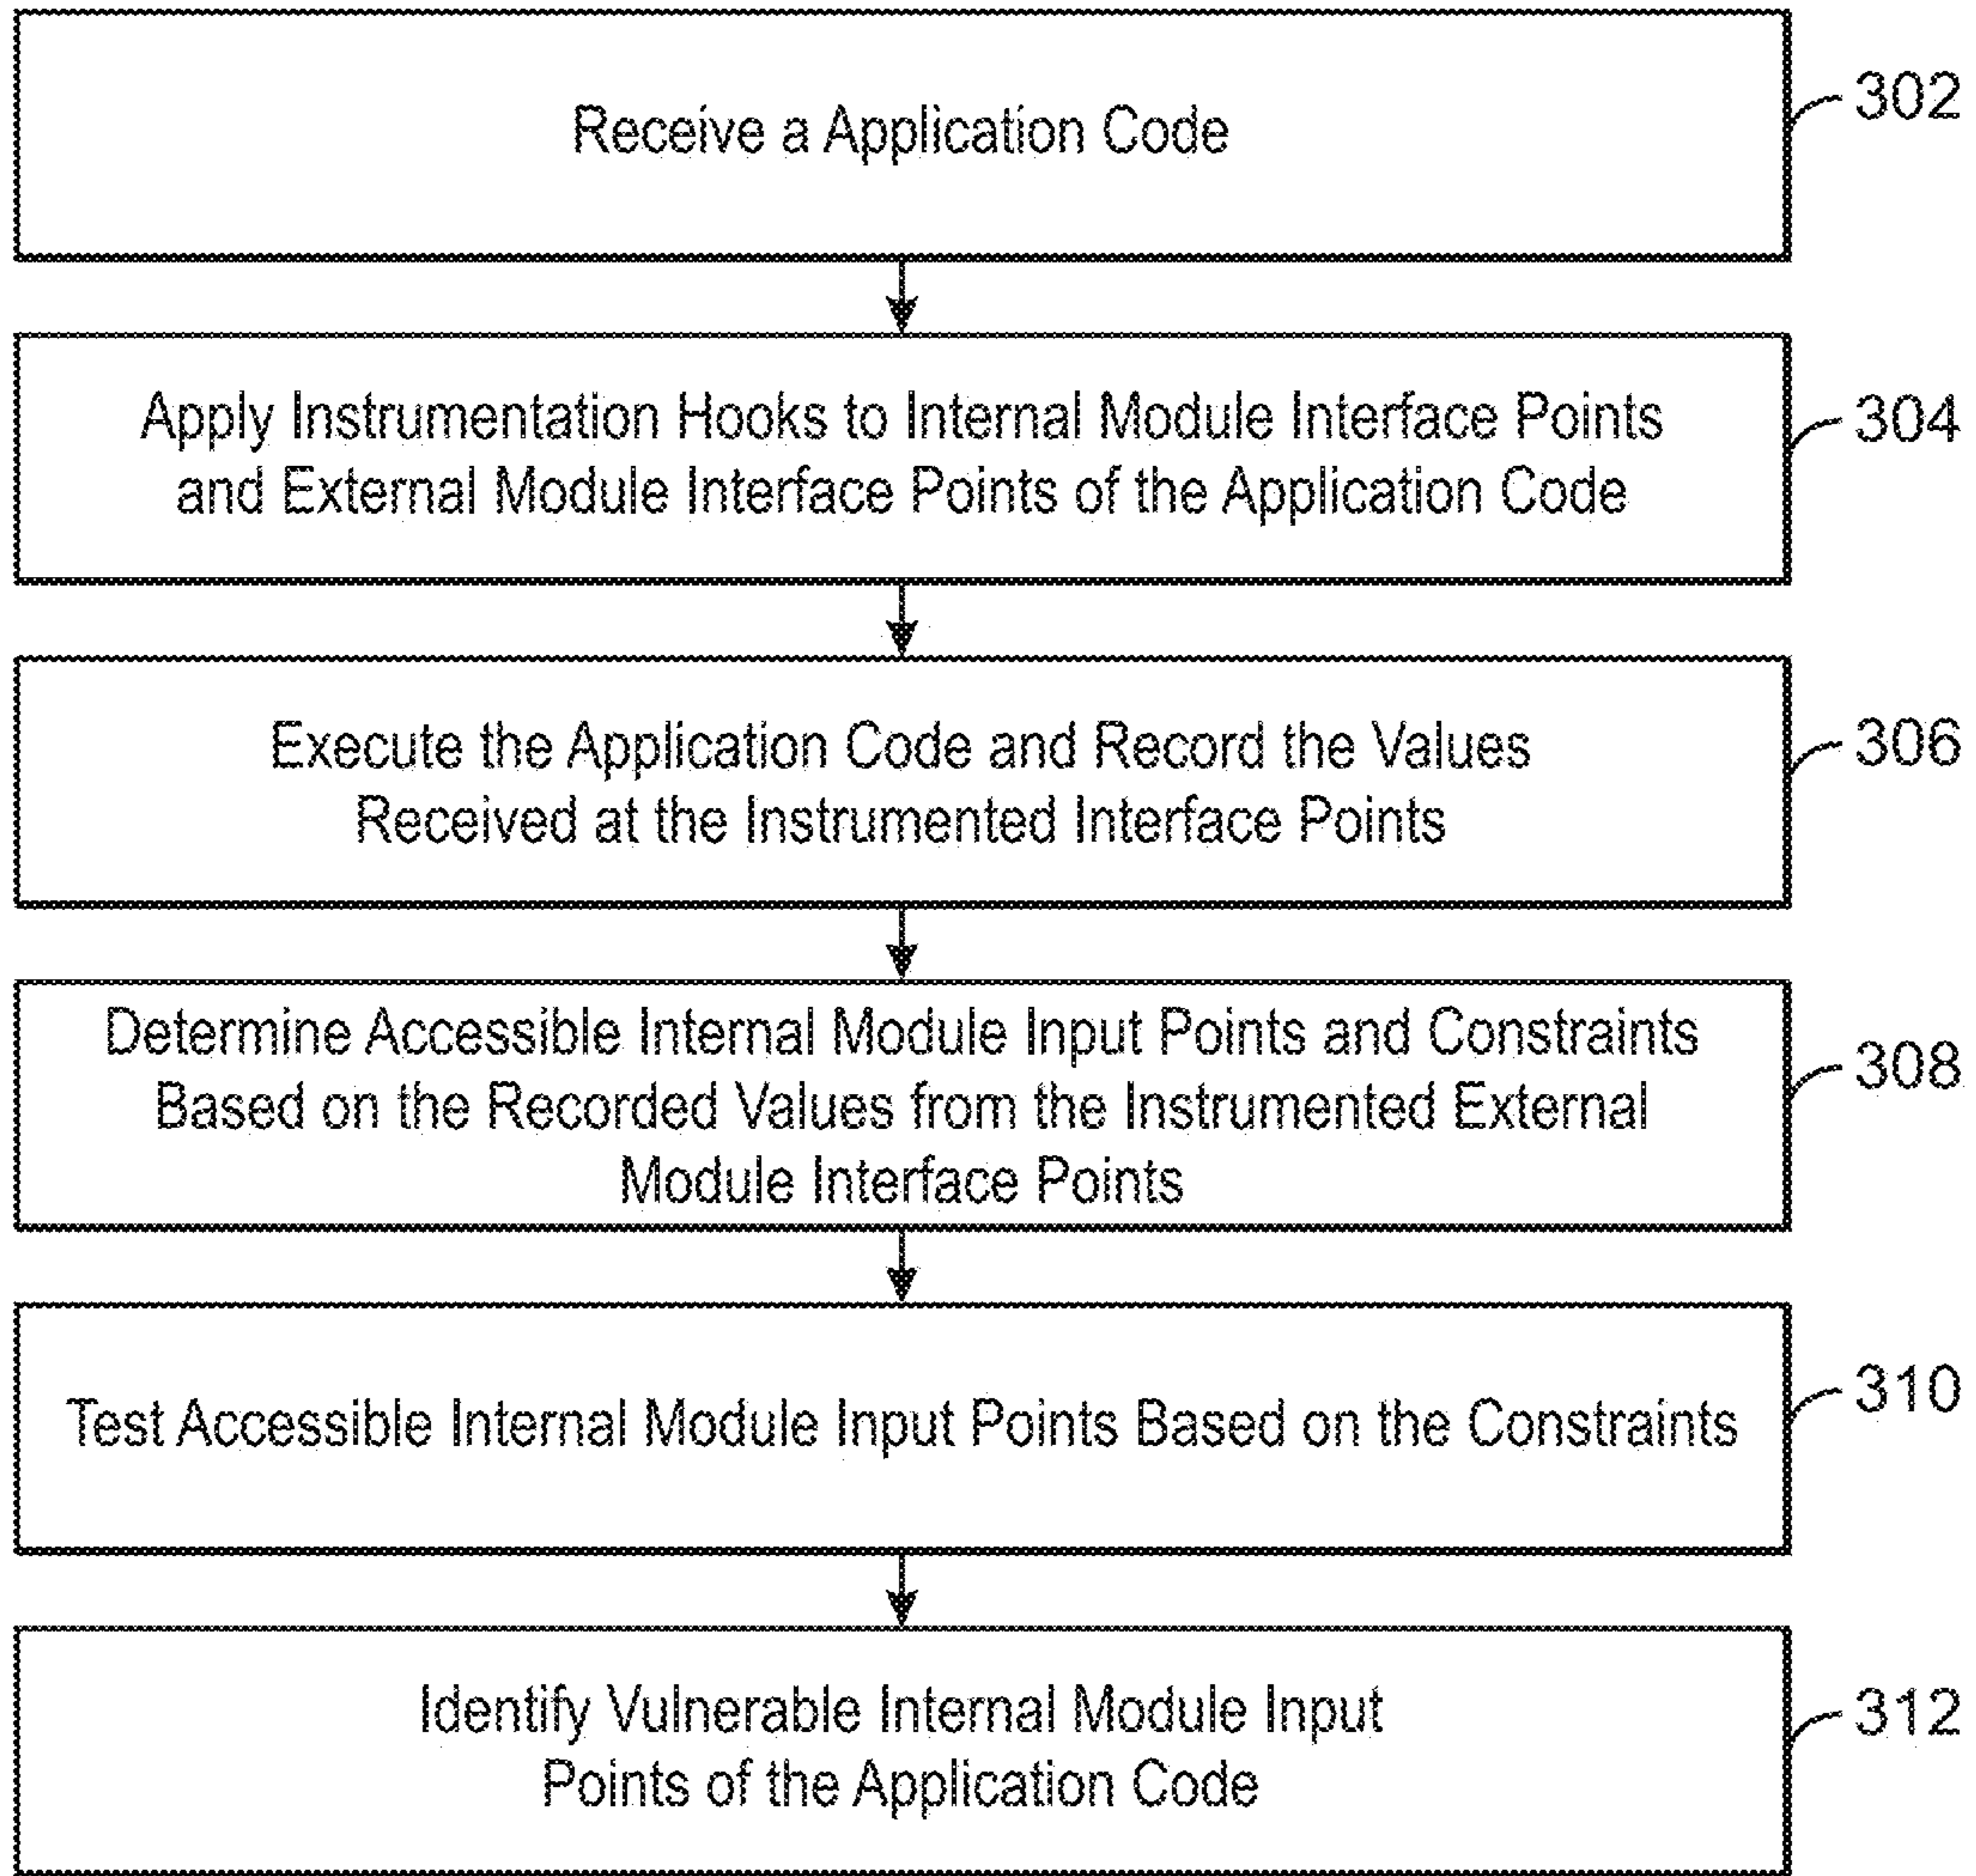 Receive a Application Code
302
Apply Instrumentation Hooks to Internal Module Interface Points
and External Module Interface Points of the Application Code
304
Execute the Application Code and Record the Values
Received at the Instrumented Interface Points
306
Determine Accessible Internal Module Input Points and Constraints
Based on the Recorded Values from the Instrumented External
Module Interface Points
308
Test Accessible Internal Module Input Points Based on the Constraints
310
Identify Vulnerable Internal Module Input
Points of the Application Code
312